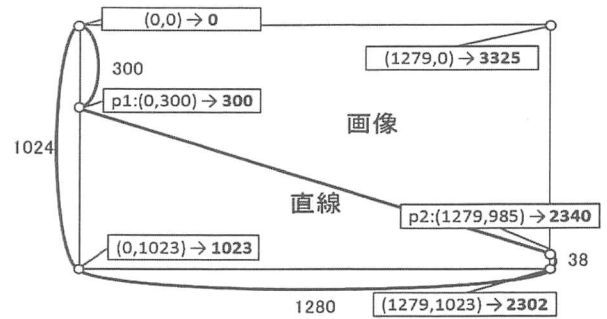 (0,0) → 0
(1279,0) → 3325
300
p1:(0,300) → 300
画像
1024
直線
p2:(1279,985) → 2340
(0,1023) → 1023
38
1280
(1279,1023) → 2302